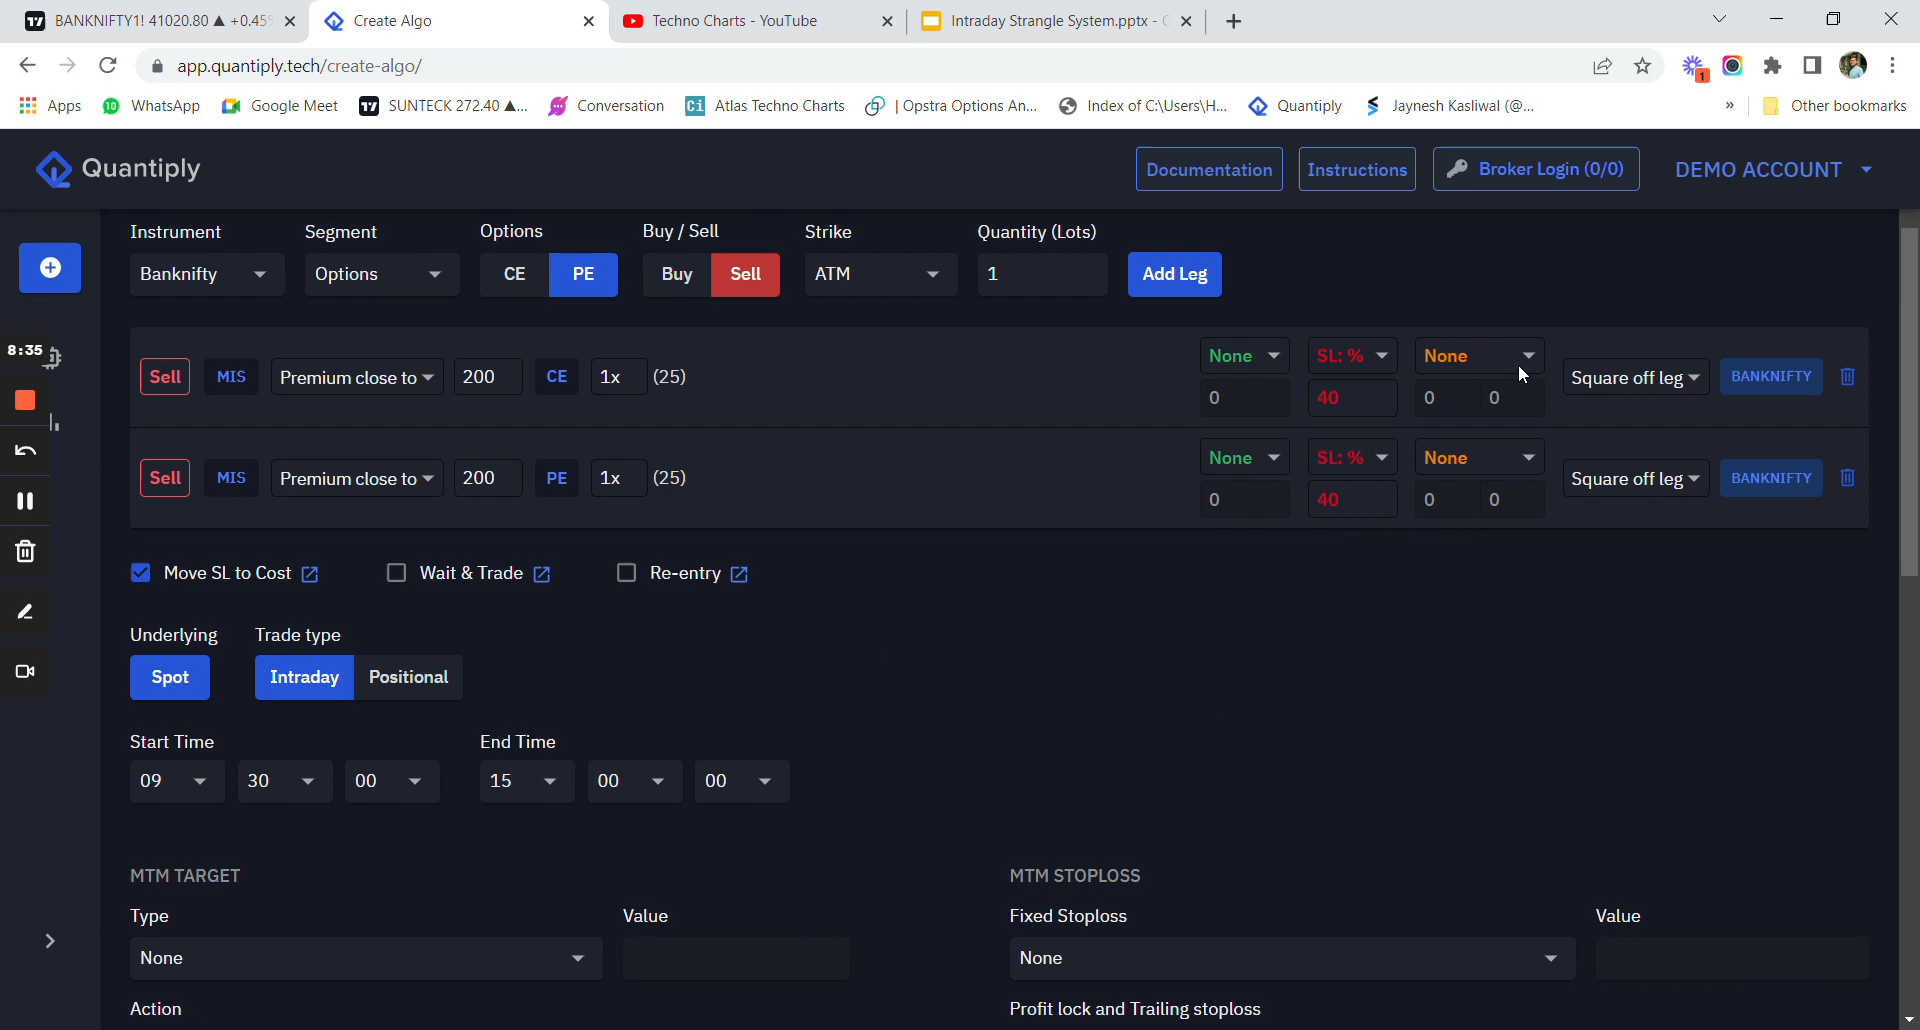 BANKNIFTY1! 41020.80 ▲ +0.45%
Create Algo
Techno Charts - YouTube
Intraday Strangle System.pptx - G
app.quantiply.tech/create-algo/
1
Apps
10
WhatsApp
Google Meet
SUNTECK 272.40 ▲...
Conversation
Ci
Atlas Techno Charts
| Opstra Options An...
Index of C:\Users\H...
Quantiply
Jaynesh Kasliwal (@...
»
Other bookmarks
Quantiply
Documentation
Instructions
Broker Login (0/0)
DEMO ACCOUNT
Instrument
Segment
Options
Buy / Sell
Strike
Quantity (Lots)
Banknifty
Options
CE
PE
Buy
Sell
ATM
1
Add Leg
8:35
Sell
MIS
Premium close to
200
CE
1x
(25)
None
SL: %
None
0
40
0
0
Square off leg
BANKNIFTY
Sell
MIS
Premium close to
200
PE
1x
(25)
None
SL: %
None
0
40
0
0
Square off leg
BANKNIFTY
Move SL to Cost
Wait & Trade
Re-entry
Underlying
Trade type
Spot
Intraday
Positional
Start Time
End Time
09
30
00
15
00
00
MTM TARGET
MTM STOPLOSS
Type
Value
Fixed Stoploss
Value
None
None
Action
Profit lock and Trailing stoploss